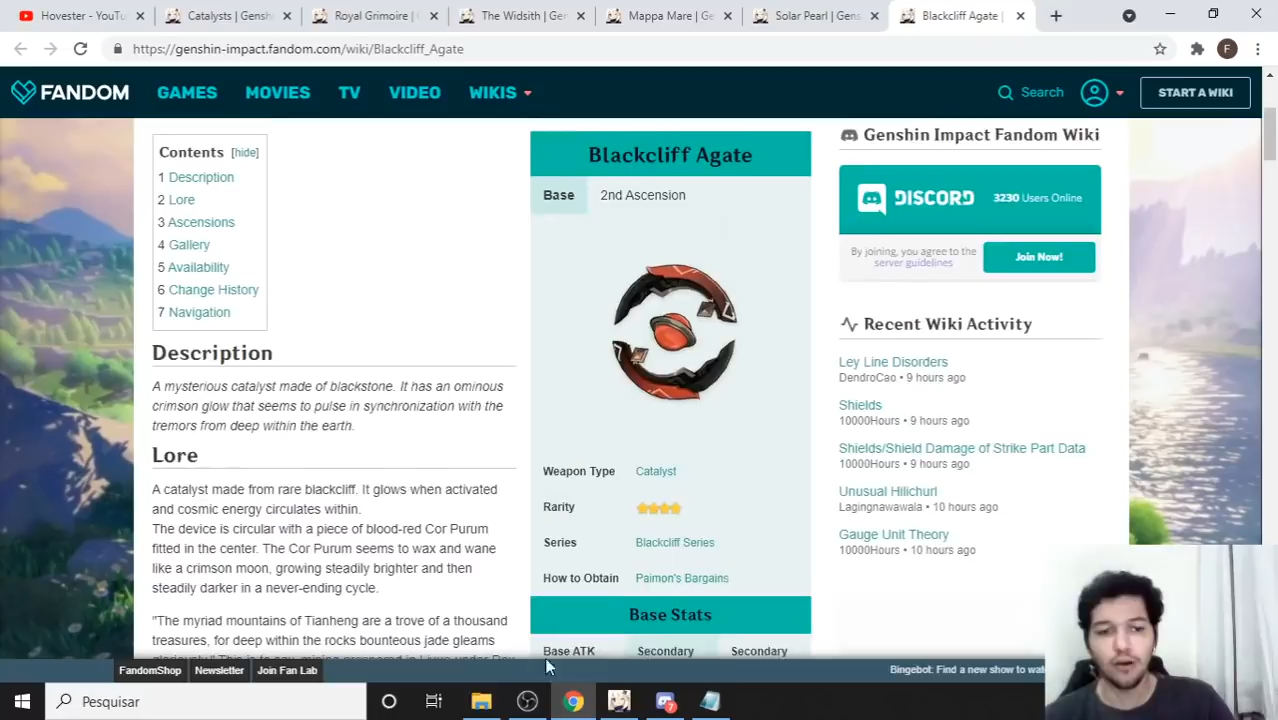 Hovester - YouTu
Catalysts | Gensh
Royal Grimoire | G
The Widsith | Gen
Mappa Mare | Ge
Solar Pearl | Gens
Blackcliff Agate |
https://genshin-impact.fandom.com/wiki/Blackcliff_Agate
F
FANDOM
GAMES
MOVIES
TV
VIDEO
WIKIS
Search
START A WIKI
Contents [hide]
1 Description
2 Lore
3 Ascensions
4 Gallery
5 Availability
6 Change History
7 Navigation
Description
A mysterious catalyst made of blackstone. It has an ominous
crimson glow that seems to pulse in synchronization with the
tremors from deep within the earth.
Lore
A catalyst made from rare blackcliff. It glows when activated
and cosmic energy circulates within.
The device is circular with a piece of blood-red Cor Purum
fitted in the center. The Cor Purum seems to wax and wane
like a crimson moon, growing steadily brighter and then
steadily darker in a never-ending cycle.
"The myriad mountains of Tianheng are a trove of a thousand
treasures, for deep within the rocks bounteous jade gleams
Blackcliff Agate
Base 2nd Ascension
Weapon Type Catalyst
Rarity
Series Blackcliff Series
How to Obtain Paimon's Bargains
Base Stats
Base ATK Secondary Secondary
Genshin Impact Fandom Wiki
DISCORD 3230 Users Online
By joining, you agree to the
server guidelines
Join Now!
Recent Wiki Activity
Ley Line Disorders
DendroCao • 9 hours ago
Shields
10000Hours • 9 hours ago
Shields/Shield Damage of Strike Part Data
10000Hours • 9 hours ago
Unusual Hilichurl
Lagingnawawala • 10 hours ago
Gauge Unit Theory
10000Hours • 10 hours ago
FandomShop Newsletter Join Fan Lab
Bingebot: Find a new show to wat
Pesquisar
7